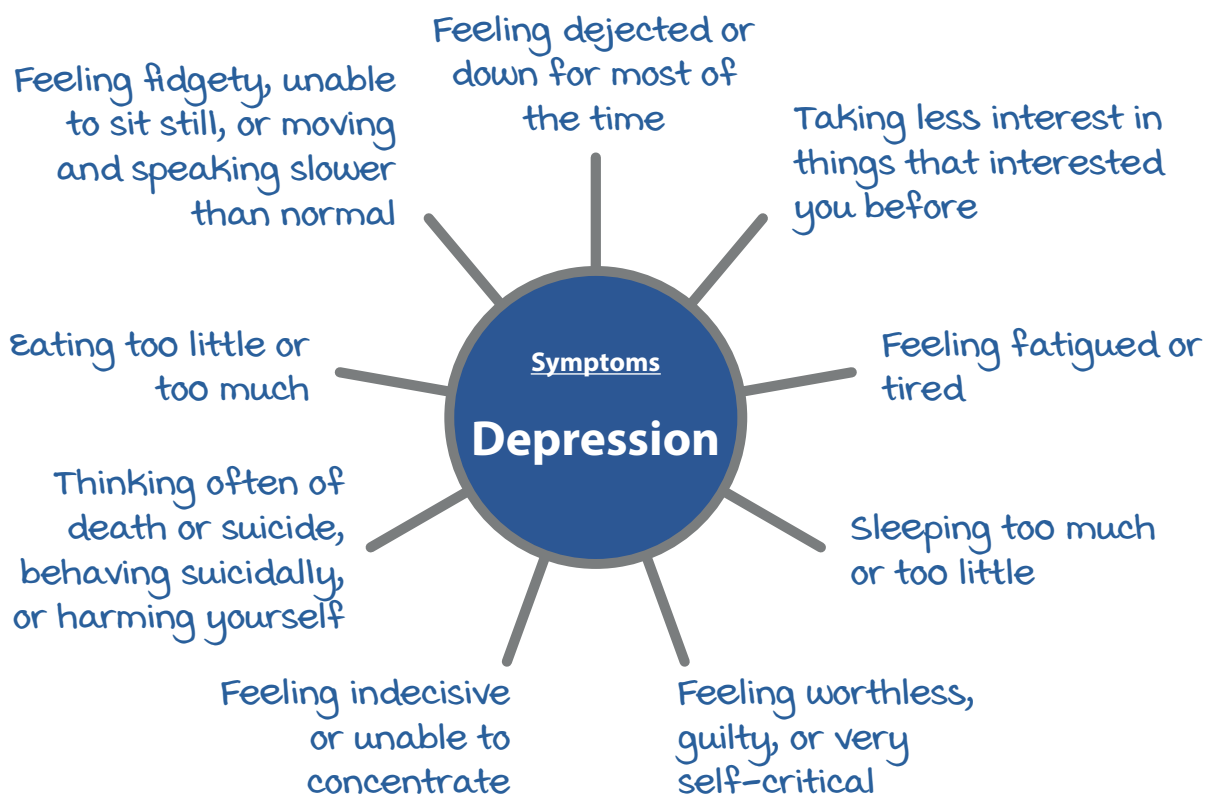 Symptoms
Depression
Feeling dejected or
down for most of
the time
Taking less interest in
things that interested
you before
Feeling fatigued or
tired
Sleeping too much
or too little
Feeling worthless,
guilty, or very
self-critical
Feeling indecisive
or unable to
concentrate
Thinking often of
death or suicide,
behaving suicidally,
or harming yourself
Eating too little or
too much
Feeling fidgety, unable
to sit still, or moving
and speaking slower
than normal